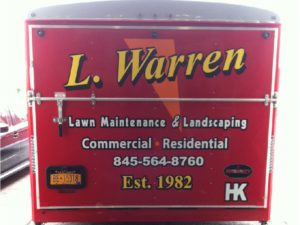 L. Warren
Lawn Maintenance & Landscaping
Commercial • Residential
845-564-8760
Est. 1982
HK